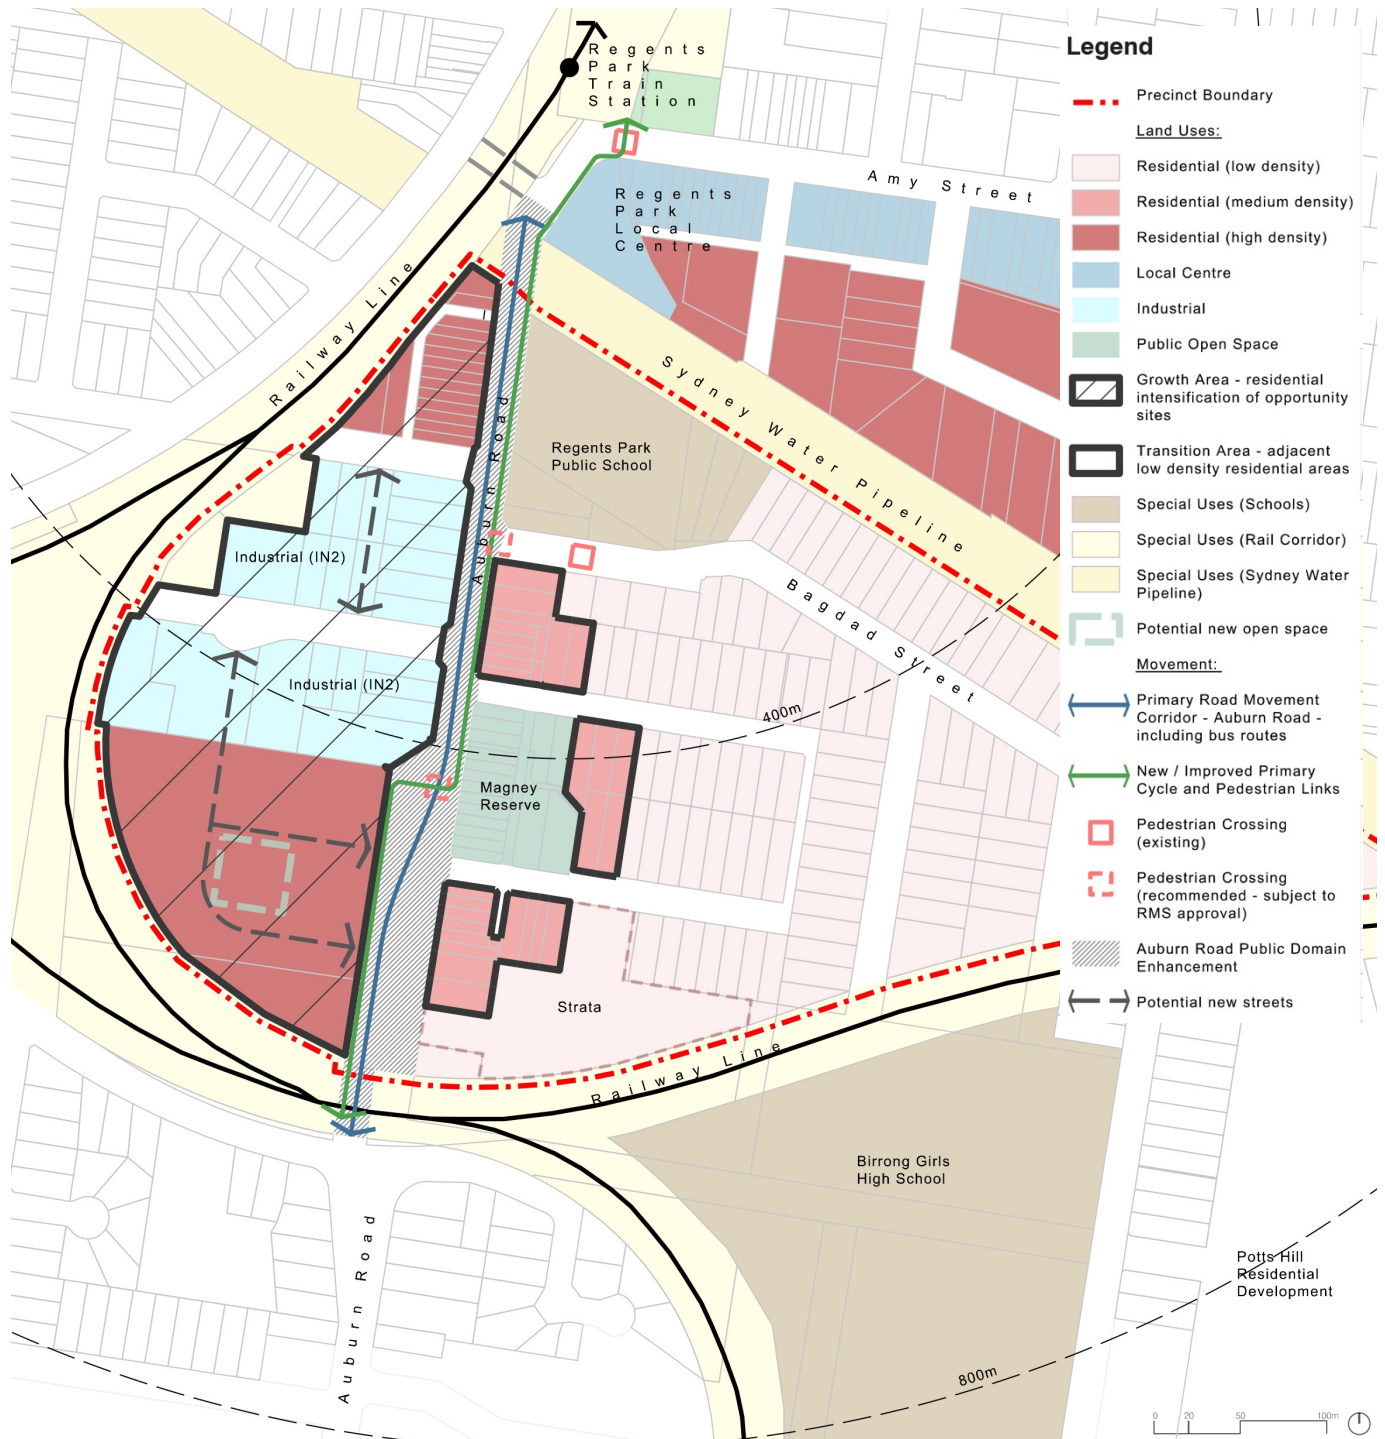 Regents
Park
Train
Station
Amy Street
Regents
Park
Local
Centre
Railway Line
Sydney Water Pipeline
Auburn Road
Regents Park
Public School
Industrial (IN2)
Bagdad Street
Industrial (IN2)
400m
Magney
Reserve
Strata
Railway Line
Birrong Girls
High School
Auburn Road
Potts Hill
Residential
Development
800m
Legend
Precinct Boundary
Land Uses:
Residential (low density)
Residential (medium density)
Residential (high density)
Local Centre
Industrial
Public Open Space
Growth Area - residential
intensification of opportunity
sites
Transition Area - adjacent
low density residential areas
Special Uses (Schools)
Special Uses (Rail Corridor)
Special Uses (Sydney Water
Pipeline)
Potential new open space
Movement:
Primary Road Movement
Corridor - Auburn Road -
including bus routes
New / Improved Primary
Cycle and Pedestrian Links
Pedestrian Crossing
(existing)
Pedestrian Crossing
(recommended - subject to
RMS approval)
Auburn Road Public Domain
Enhancement
Potential new streets
0 20 50 100m